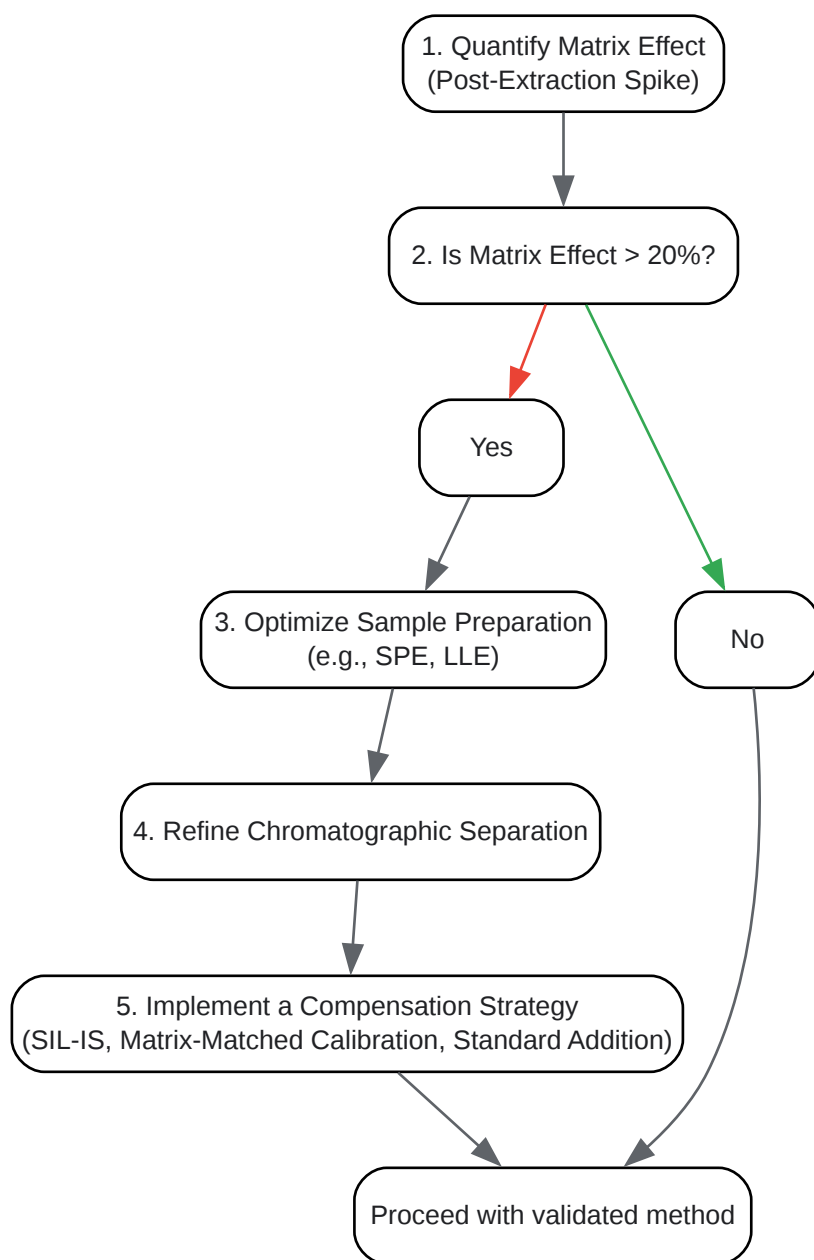 1. Quantify Matrix Effect
(Post-Extraction Spike)
2. Is Matrix Effect > 20%?
Yes
3. Optimize Sample Preparation
(e.g., SPE, LLE)
No
4. Refine Chromatographic Separation
5. Implement a Compensation Strategy
(SIL-IS, Matrix-Matched Calibration, Standard Addition)
Proceed with validated method